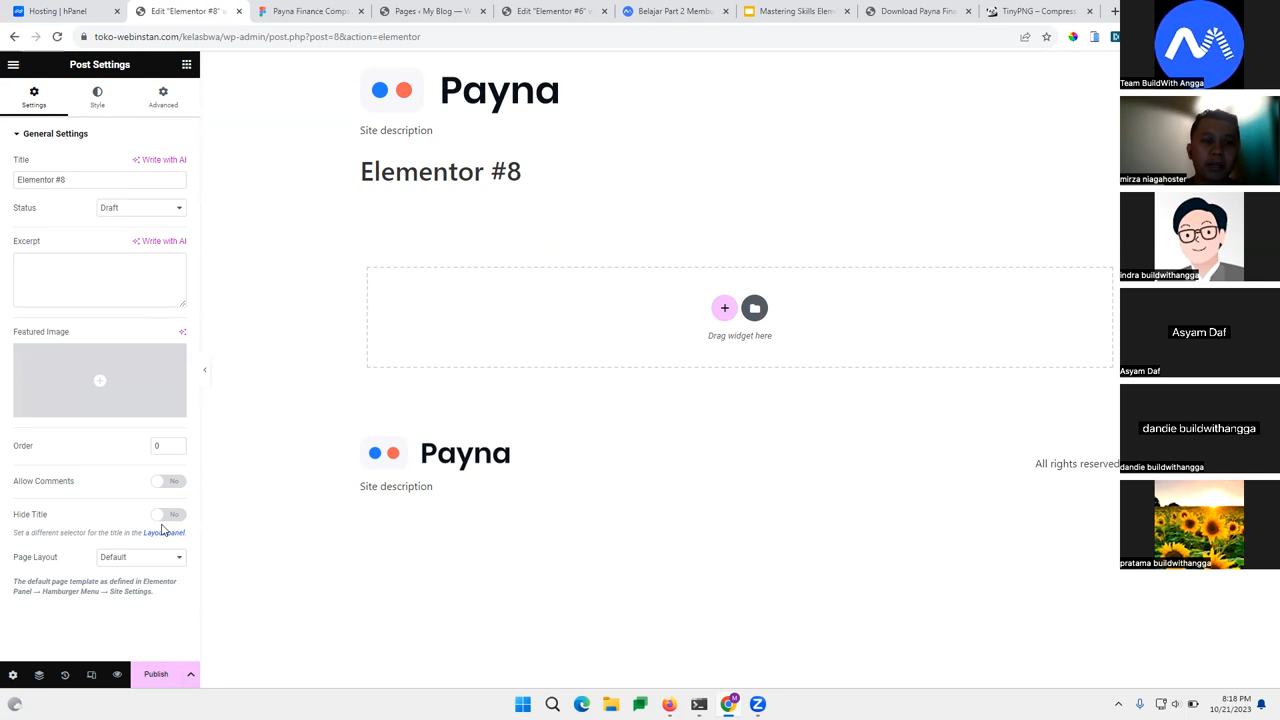 Hosting | hPanel
Edit "Elementor #8" wi
Payna Finance Comp
Pages ‹ My Blog — W
Edit "Elementor #6" w
Belajar Part 2 Membu
Mastering Skills Elem
Download Payna Fina
TinyPNG – Compress
toko-webinstan.com/kelasbwa/wp-admin/post.php?post=8&action=elementor
Post Settings
Settings
Style
Advanced
General Settings
Title
Write with AI
Elementor #8
Status
Draft
Excerpt
Write with AI
Featured Image
Order
0
Allow Comments
No
Hide Title
No
Set a different selector for the title in the Layout panel.
Page Layout
Default
The default page template as defined in Elementor
Panel → Hamburger Menu → Site Settings.
Publish
Payna
Site description
Elementor #8
Drag widget here
Payna
Site description
All rights reserved
Team BuildWith Angga
mirza niagahoster
indra buildwithangga
Asyam Daf
Asyam Daf
dandie buildwithangga
dandie buildwithangga
pratama buildwithangga
8:18 PM
10/21/2023